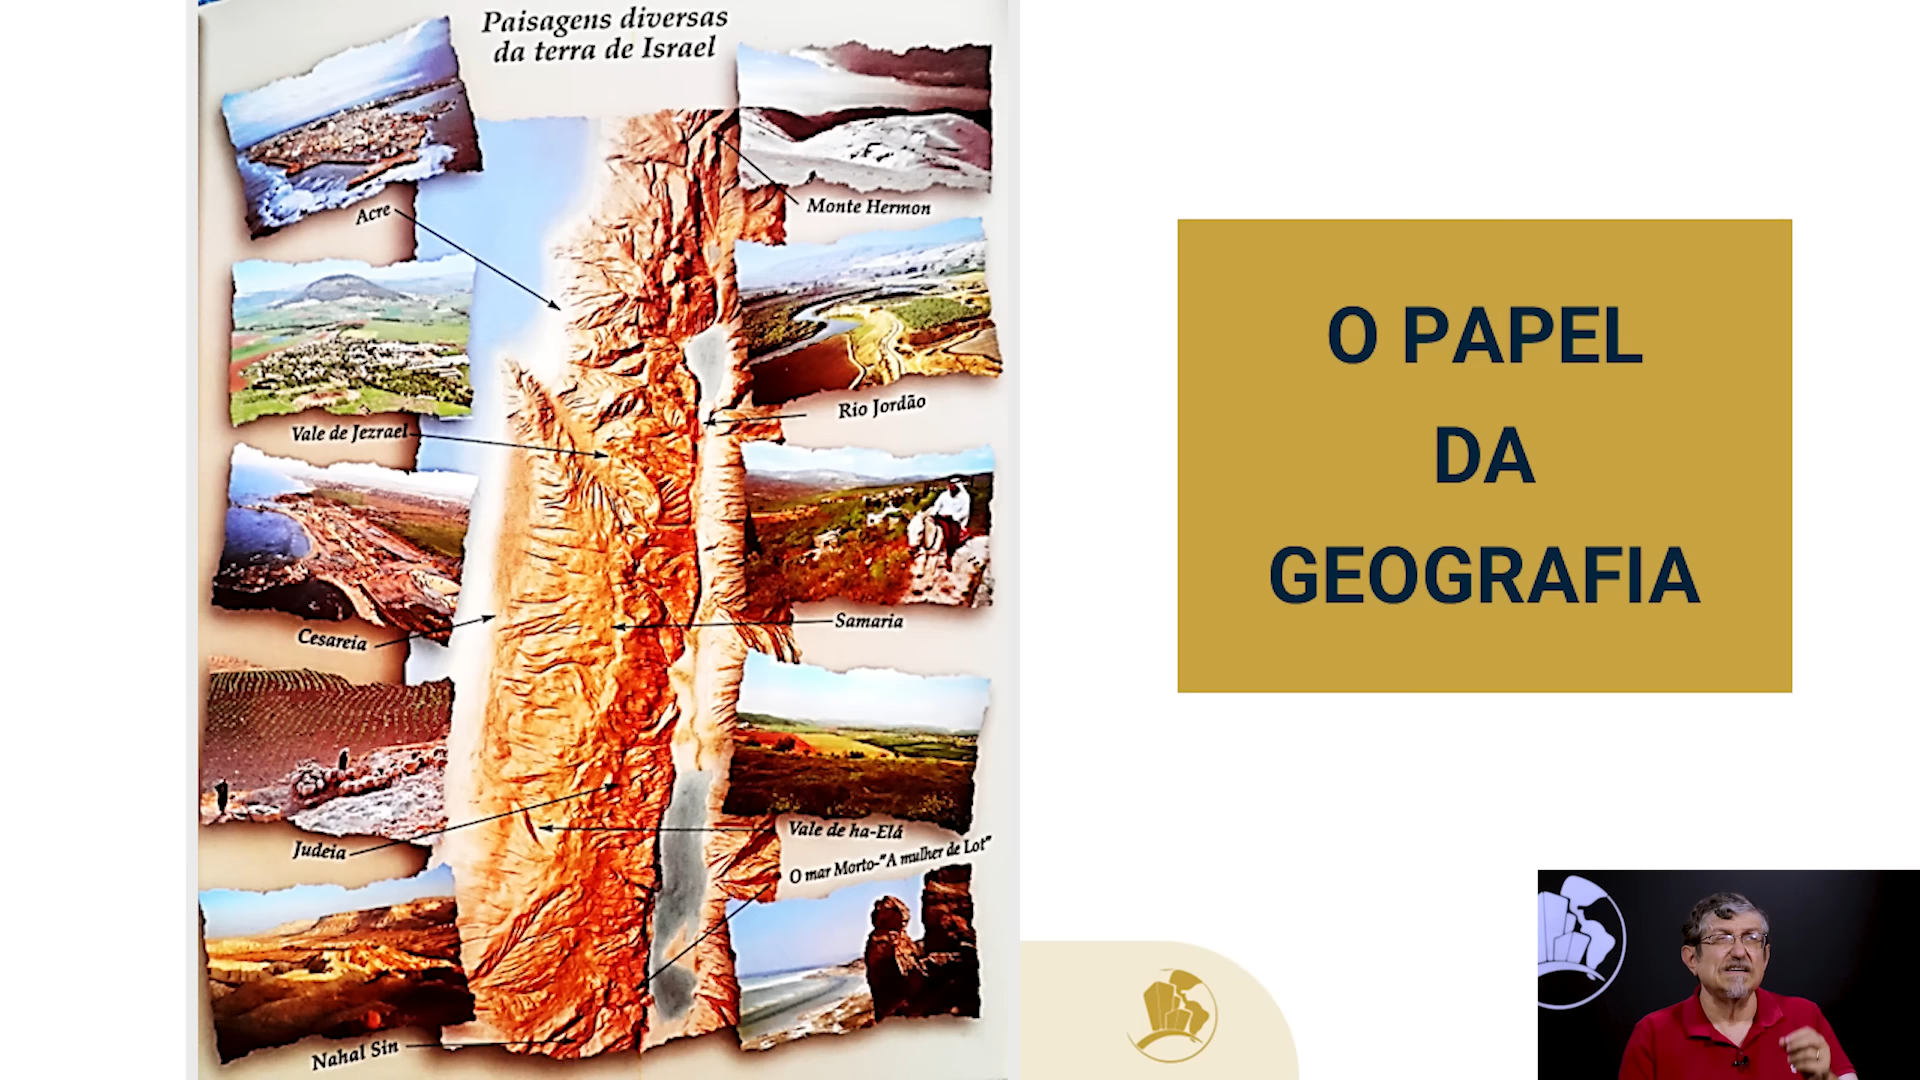 Paisagens diversas
da terra de Israel
Acre
Monte Hermon
Rio Jordão
Vale de Jezrael
Samaria
Cesareia
Vale de ha-Elá
O mar Morto-"A mulher de Lot"
Judeia
Nahal Sin
O PAPEL
DA
GEOGRAFIA